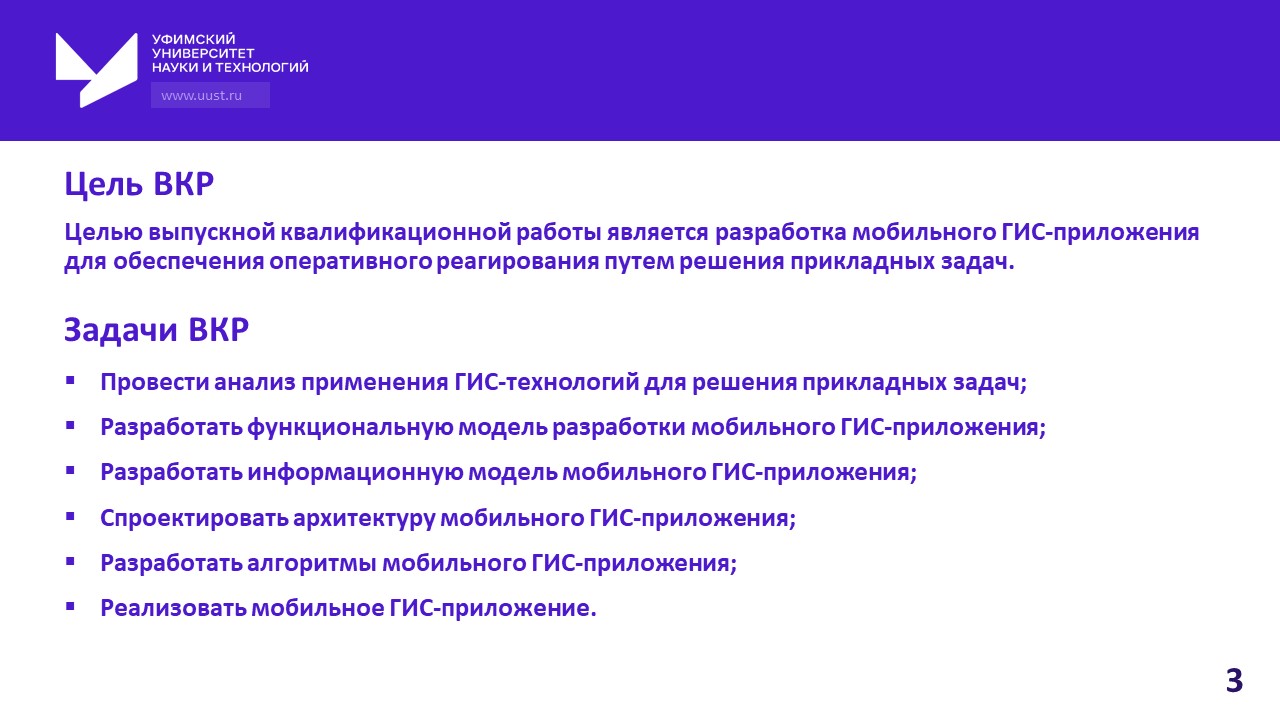 УФИМСКИЙ
УНИВЕРСИТЕТ
НАУКИ И ТЕХНОЛОГИЙ
www.uust.ru
Цель ВКР
Целью выпускной квалификационной работы является разработка мобильного ГИС-приложения
для обеспечения оперативного реагирования путем решения прикладных задач.
Задачи ВКР
▪ Провести анализ применения ГИС-технологий для решения прикладных задач;
▪ Разработать функциональную модель разработки мобильного ГИС-приложения;
▪ Разработать информационную модель мобильного ГИС-приложения;
▪ Спроектировать архитектуру мобильного ГИС-приложения;
▪ Разработать алгоритмы мобильного ГИС-приложения;
▪ Реализовать мобильное ГИС-приложение.
3